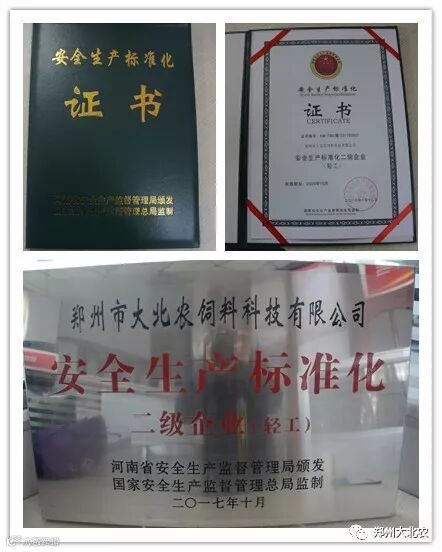 安全生产标准化
证书
河南省安全生产监督管理局颁发
国家安全生产监督管理总局监制
安全生产标准化
证书
CERTIFICATE
安全生产标准化二级企业
(轻工)
郑州市大北农饲料科技有限公司
安全生产标准化
二级企业(轻工)
河南省安全生产监督管理局颁发
国家安全生产监督管理总局监制
二〇一七年十月
郑州大北农